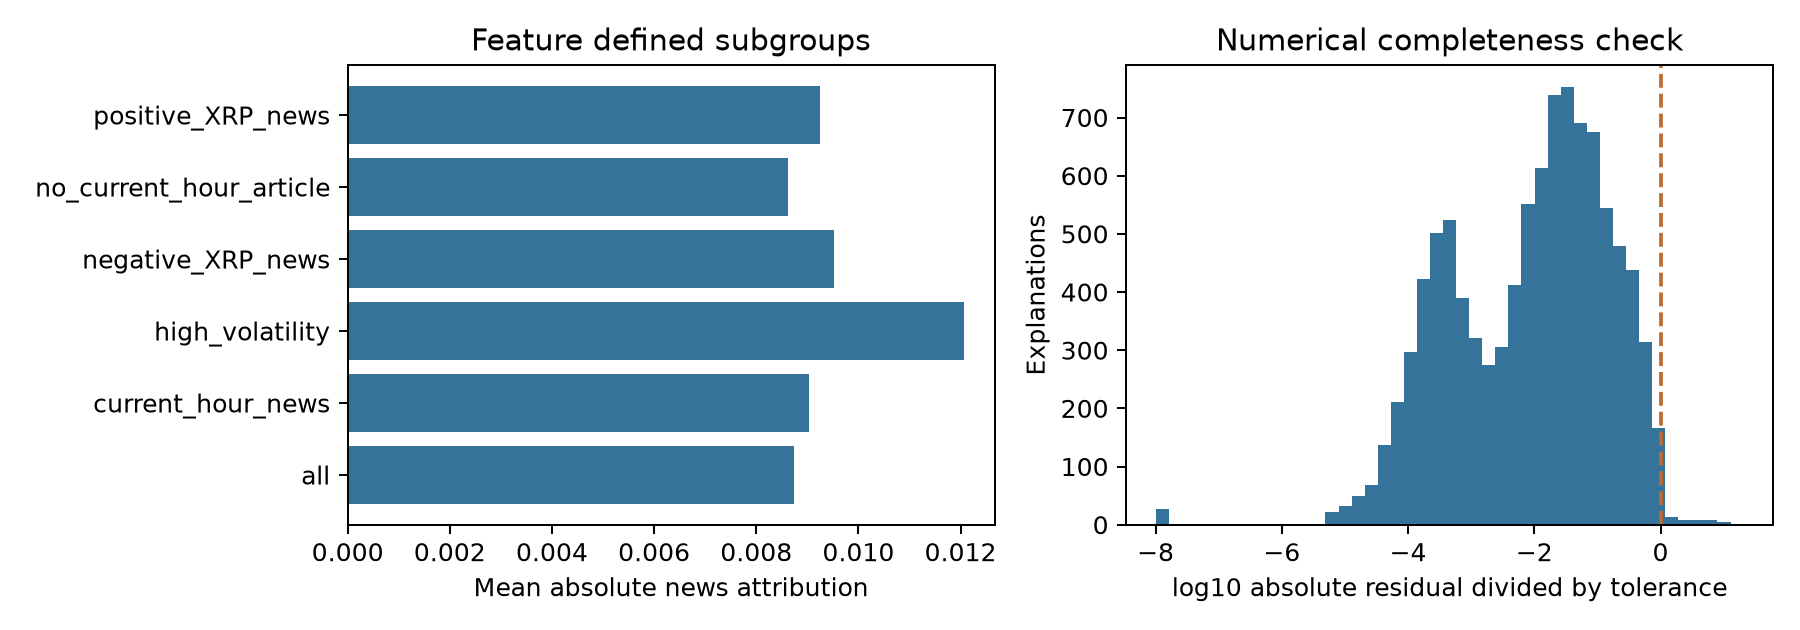 Feature defined subgroups
positive_XRP_news
no_current_hour_article
negative_XRP_news
high_volatility
current_hour_news
all
0.000 0.002 0.004 0.006 0.008 0.010 0.012
Mean absolute news attribution
Numerical completeness check
Explanations
700
600
500
400
300
200
100
0
−8 −6 −4 −2 0
log10 absolute residual divided by tolerance